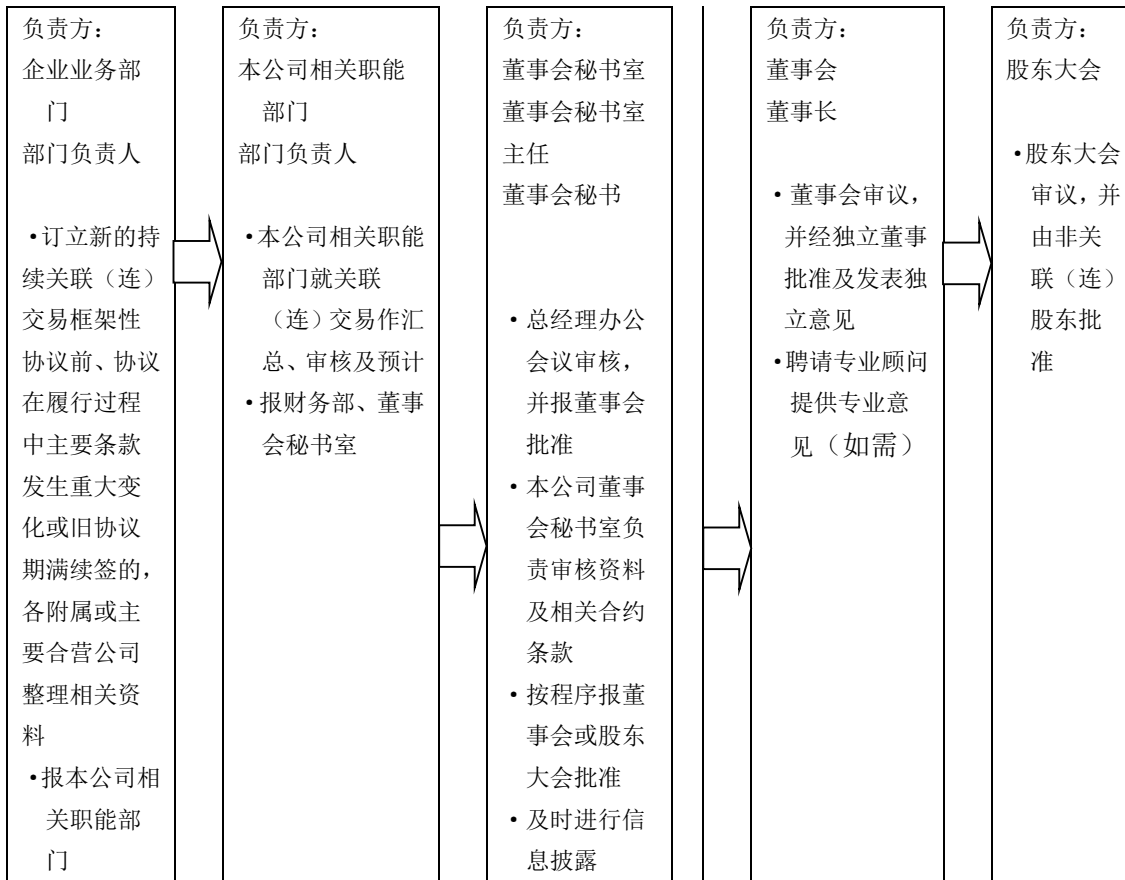 负责方：
企业业务部
门
部门负责人
•订立新的持
续关联（连）
交易框架性
协议前、协议
在履行过程
中主要条款
发生重大变
化或旧协议
期满续签的，
各附属或主
要合营公司
整理相关资
料
•报本公司相
关职能部
门
负责方：
本公司相关职能
部门
部门负责人
•本公司相关职能
部门就关联
（连）交易作汇
总、审核及预计
•报财务部、董事
会秘书室
负责方：
董事会秘书室
董事会秘书室
主任
董事会秘书
•总经理办公
会议审核，
并报董事会
批准
•本公司董事
会秘书室负
责审核资料
及相关合约
条款
•按程序报董
事会或股东
大会批准
•及时进行信
息披露
负责方：
董事会
董事长
•董事会审议，
并经独立董事
批准及发表独
立意见
•聘请专业顾问
提供专业意
见（如需）
负责方：
股东大会
•股东大会
审议，并
由非关
联（连）
股东批
准